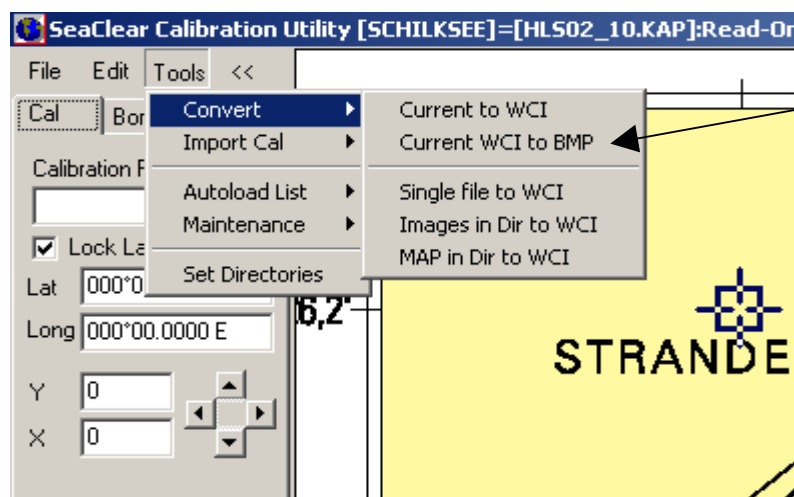 SeaClear Calibration Utility [SCHILKSEE]=[HLS02_10.KAP]:Read-On
File Edit Tools <<
Cal Bor
Convert
Import Cal
Autoload List
Maintenance
Set Directories
Current to WCI
Current WCI to BMP
Single file to WCI
Images in Dir to WCI
MAP in Dir to WCI
Calibration P
Lock La
Lat 000°0
Long 000°00.0000 E
Y 0
X 0
6,2'
STRANDE